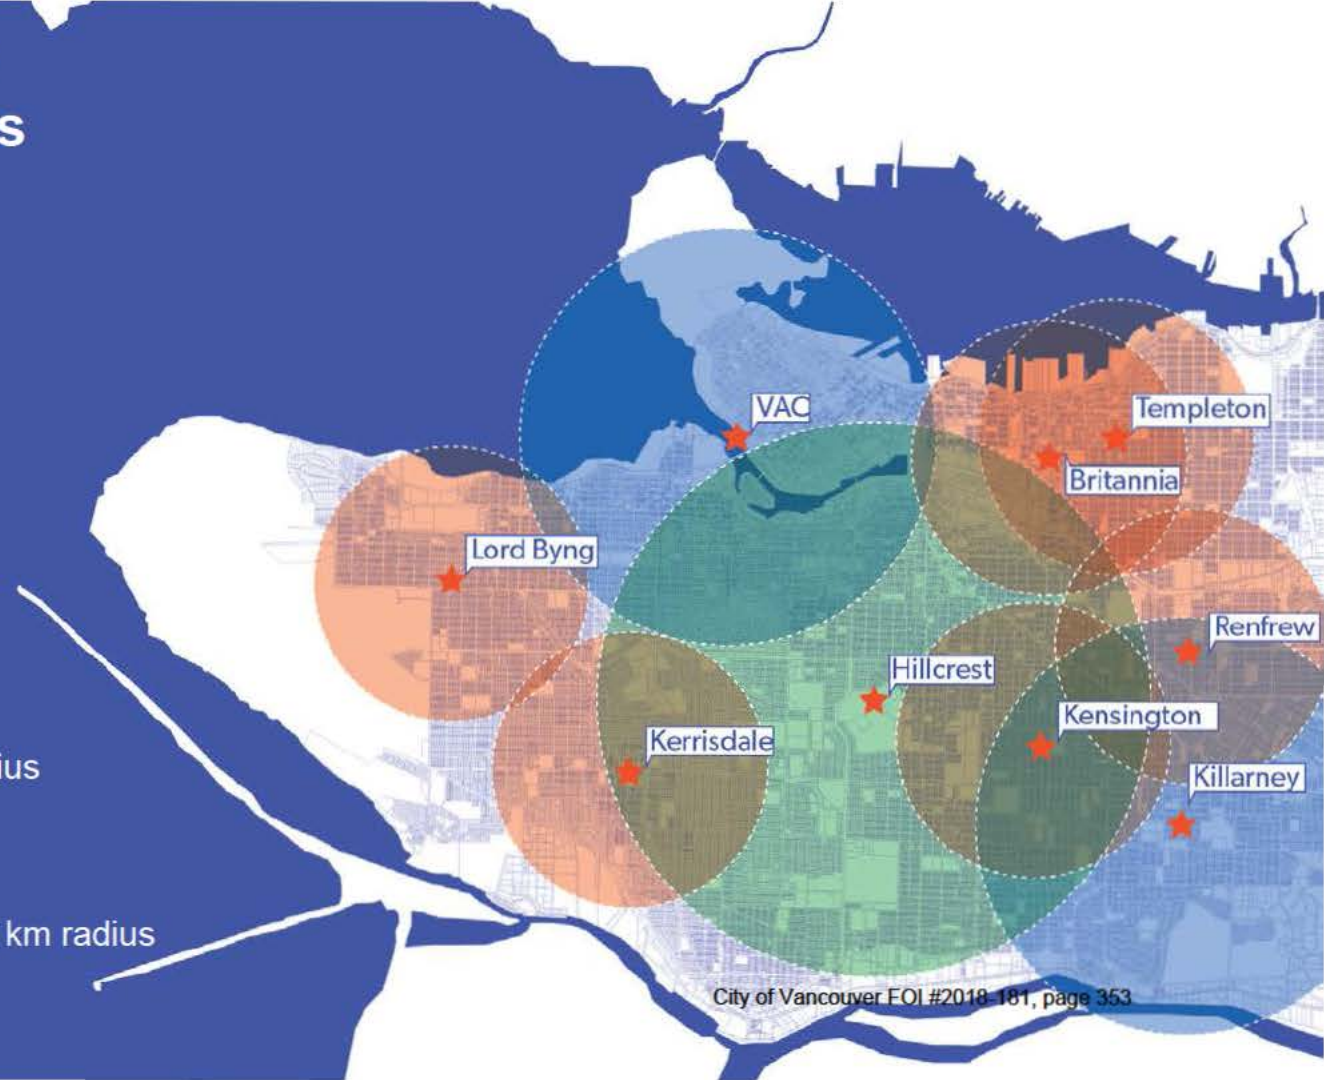 s
VAC
Templeton
Britannia
Lord Byng
Renfrew
Hillcrest
Kensington
Kerrisdale
ius
Killarney
km radius
City of Vancouver FOI #2018-181, page 353